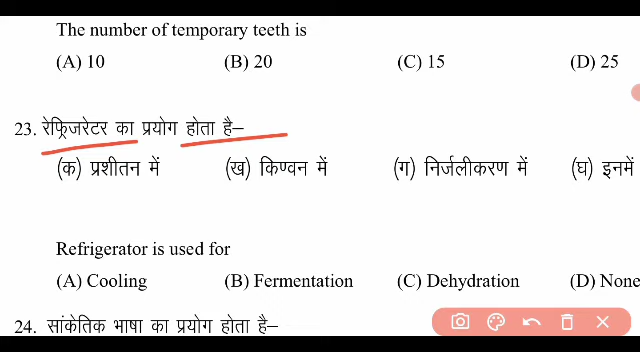 The number of temporary teeth is
(A) 10 (B) 20 (C) 15 (D) 25
23. रेफ्रिजरेटर का प्रयोग होता है–
(क) प्रशीतन में (ख) किण्वन में (ग) निर्जलीकरण में (घ) इनमें
Refrigerator is used for
(A) Cooling (B) Fermentation (C) Dehydration (D) None
24. सांकेतिक भाषा का प्रयोग होता है–